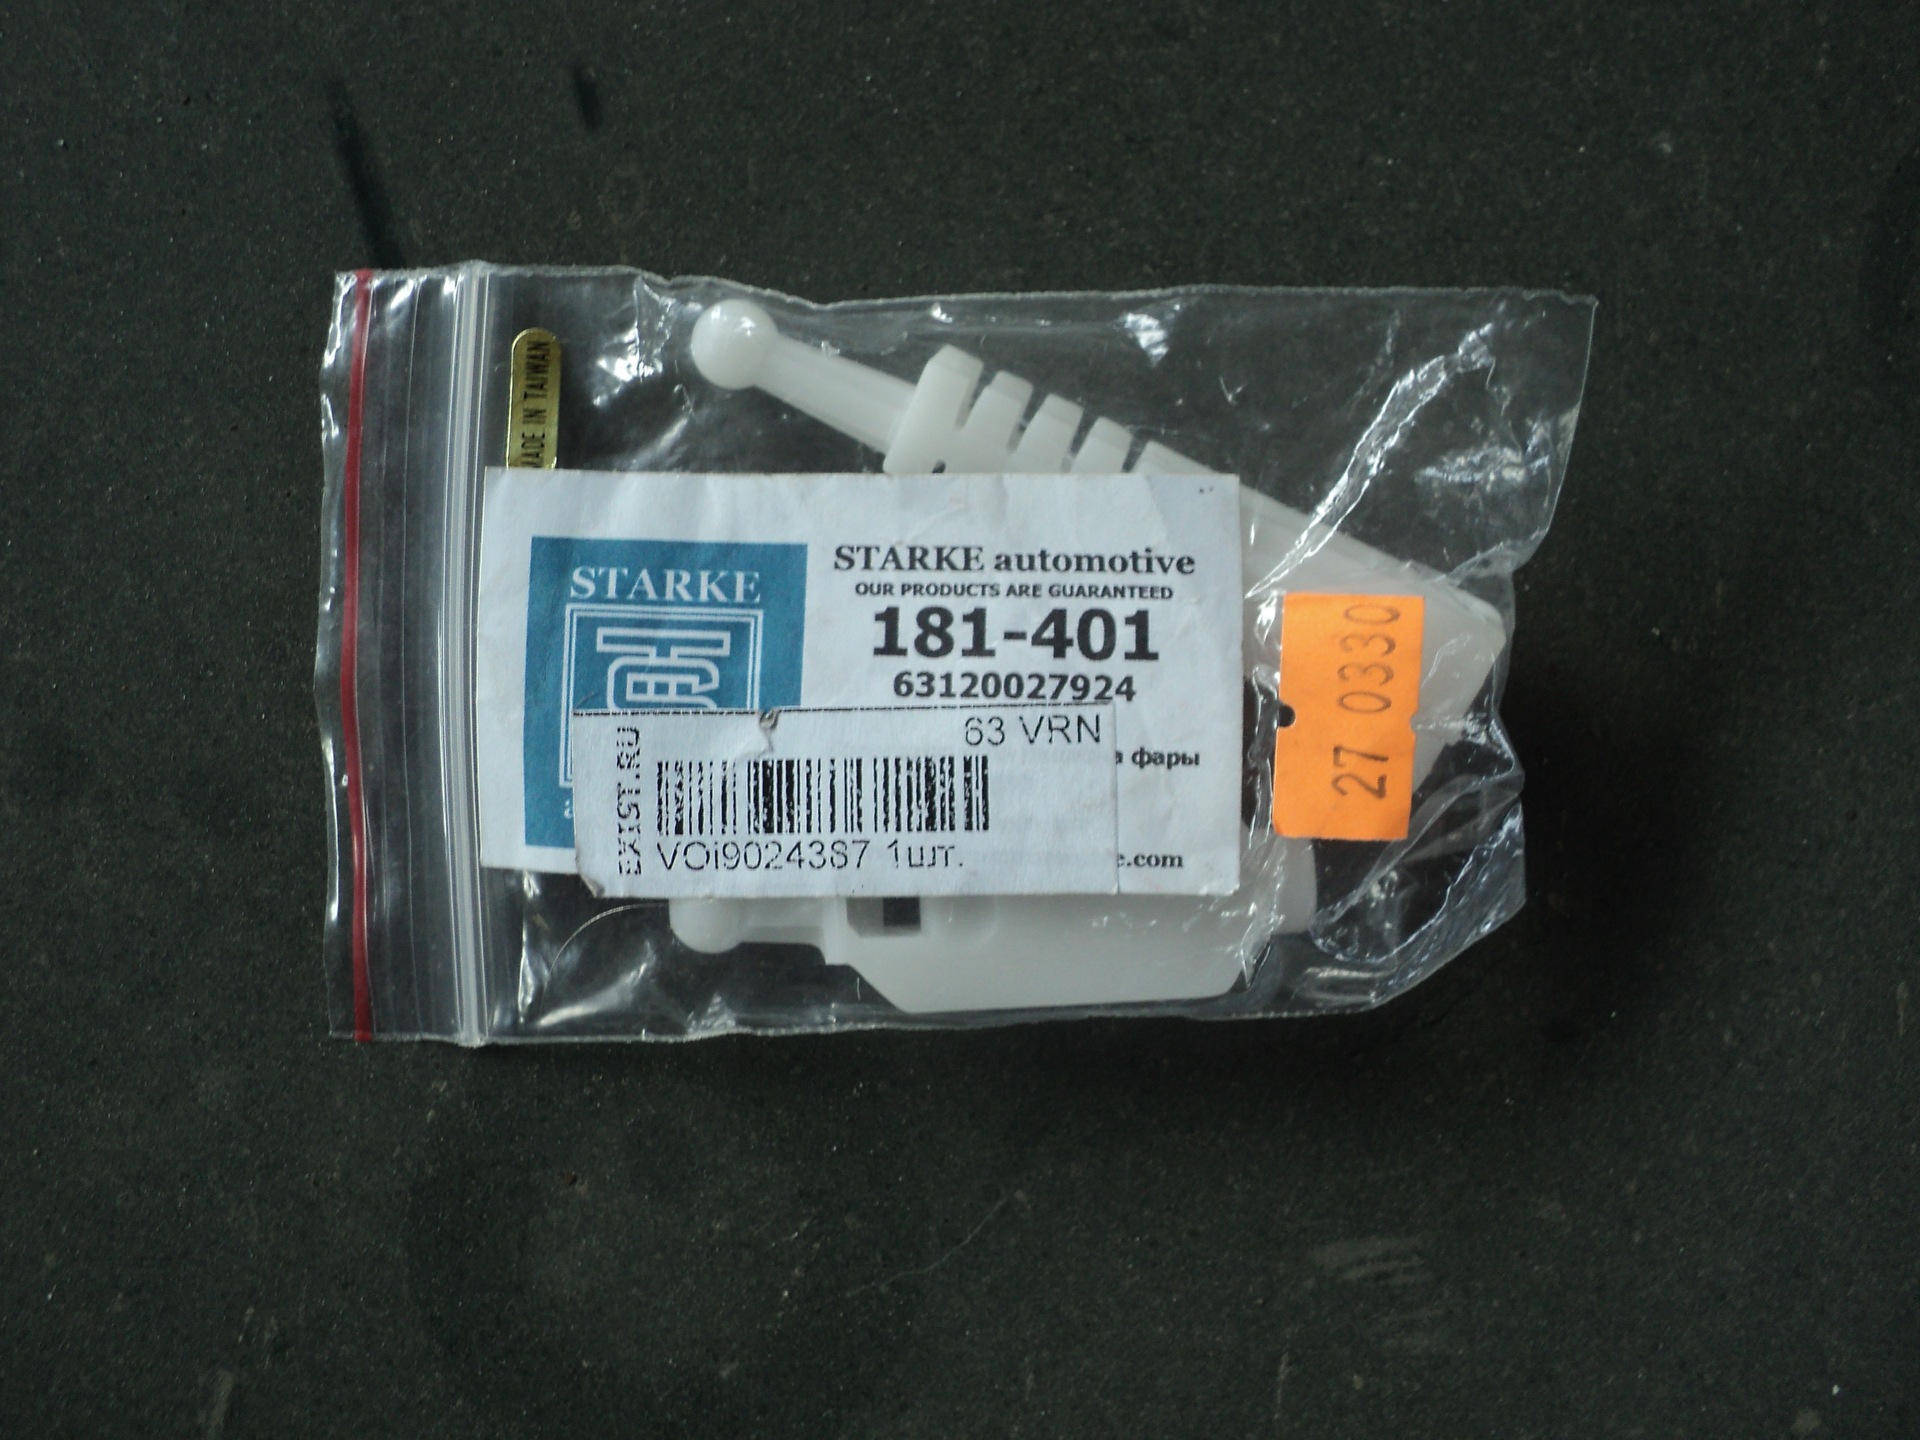 MADE IN TAIWAN
STARKE
STARKE automotive
OUR PRODUCTS ARE GUARANTEED
181-401
63120027924
63 VRN
EXIST.RU
фары
VOi9024387 1шт.
.com
27 0330